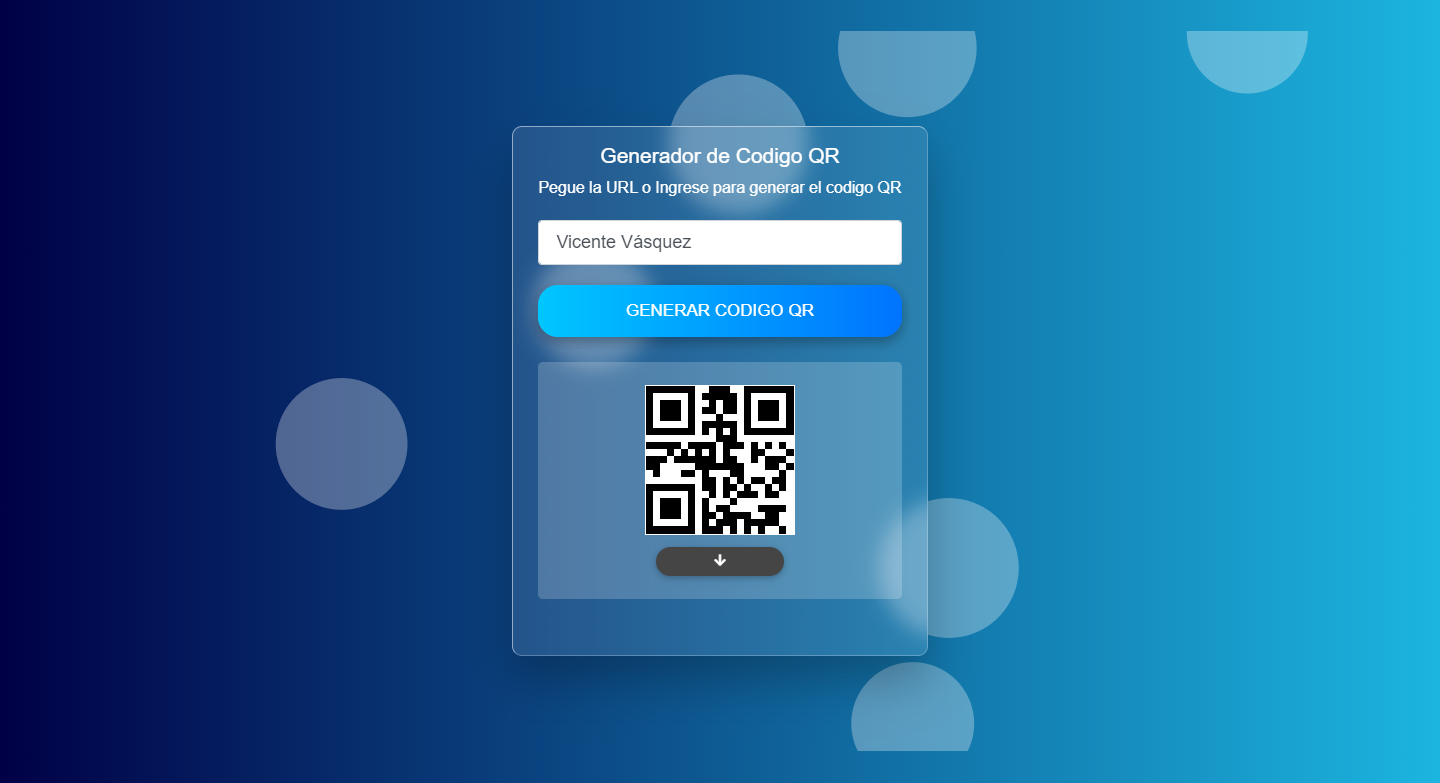 Generador de Codigo QR
Pegue la URL o Ingrese para generar el codigo QR
Vicente Vásquez
GENERAR CODIGO QR